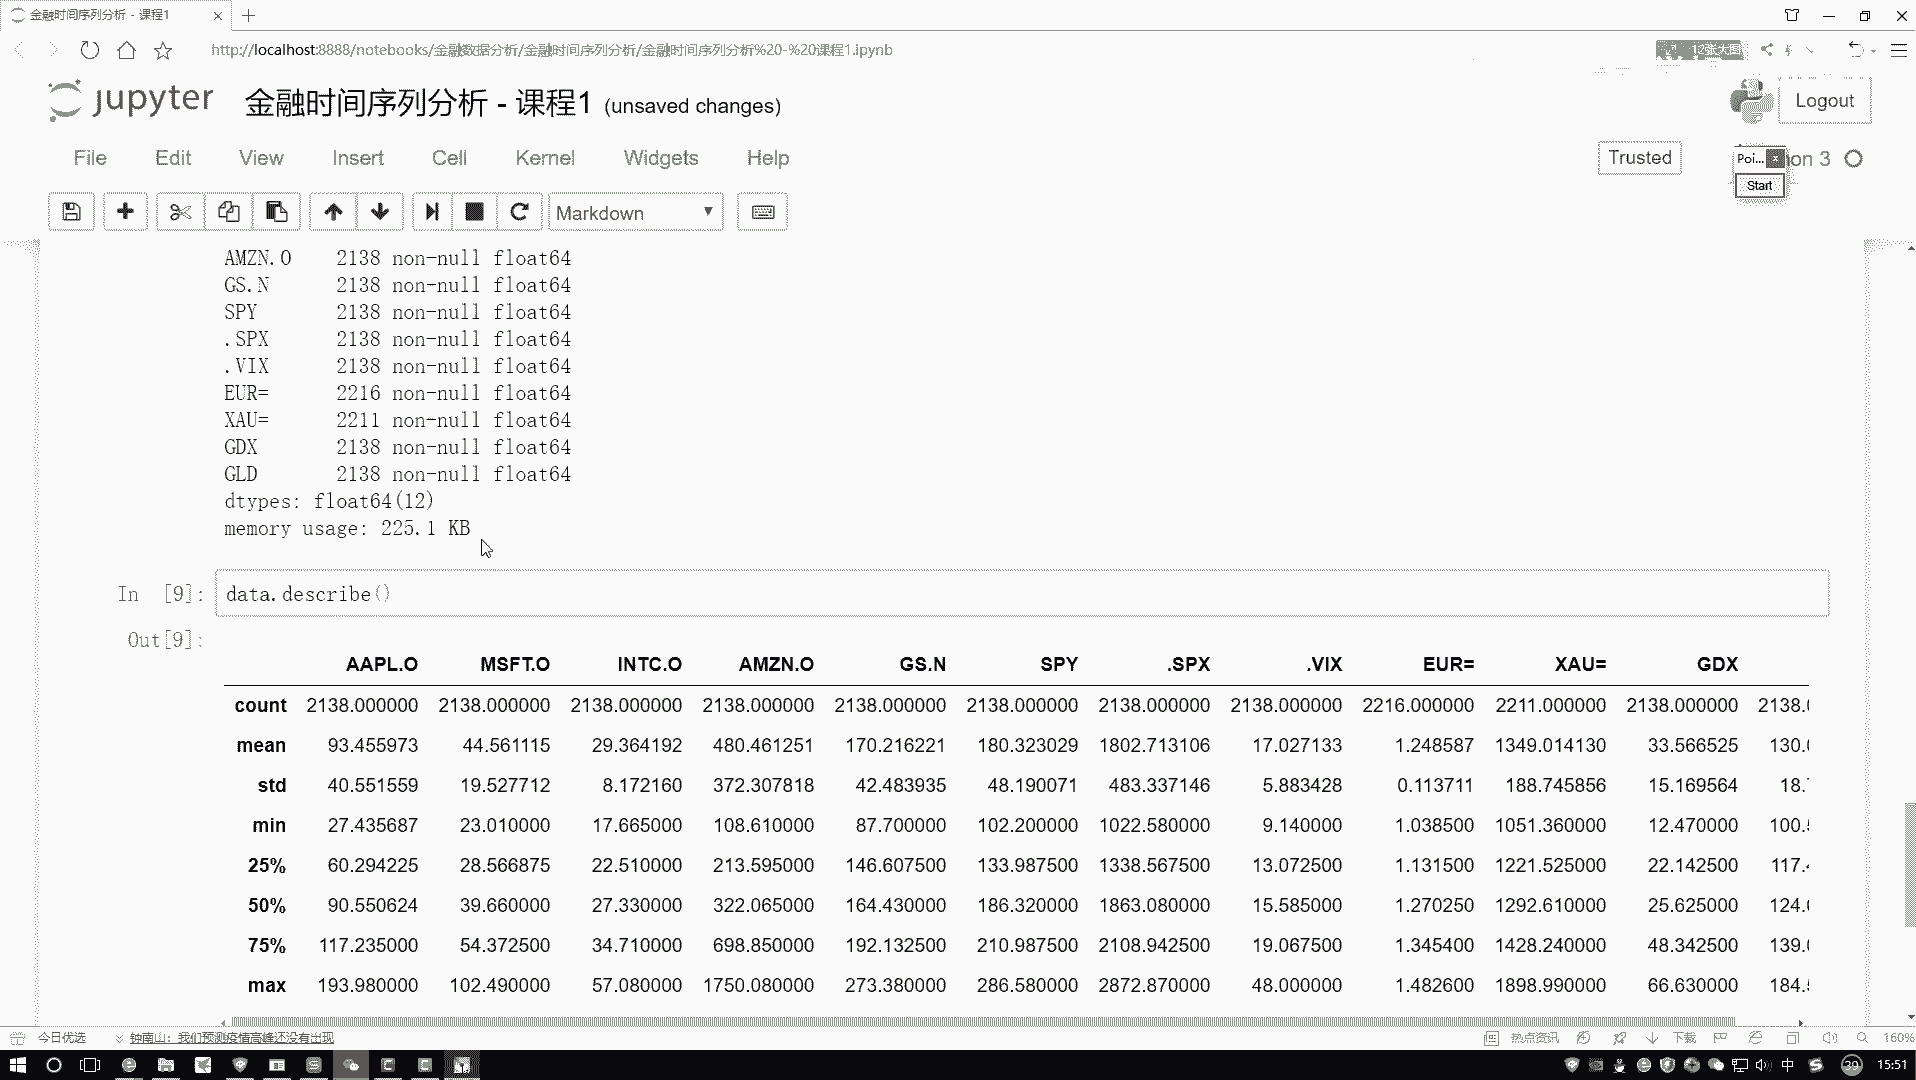 金融时间序列分析 - 课程1
http://localhost:8888/notebooks/金融数据分析/金融时间序列分析/金融时间序列分析%20-%20课程1.ipynb
12张大图
jupyter 金融时间序列分析 - 课程1 (unsaved changes)
Logout
File Edit View Insert Cell Kernel Widgets Help
Trusted
Poi... x
on 3
Start
Markdown
AMZN.O 2138 non-null float64
GS.N 2138 non-null float64
SPY 2138 non-null float64
.SPX 2138 non-null float64
.VIX 2138 non-null float64
EUR= 2216 non-null float64
XAU= 2211 non-null float64
GDX 2138 non-null float64
GLD 2138 non-null float64
dtypes: float64(12)
memory usage: 225.1 KB
In [9]: data.describe()
Out[9]:
AAPL.O MSFT.O INTC.O AMZN.O GS.N SPY .SPX .VIX EUR= XAU= GDX
count 2138.000000 2138.000000 2138.000000 2138.000000 2138.000000 2138.000000 2138.000000 2138.000000 2216.000000 2211.000000 2138.000000 2138.0
mean 93.455973 44.561115 29.364192 480.461251 170.216221 180.323029 1802.713106 17.027133 1.248587 1349.014130 33.566525 130.0
std 40.551559 19.527712 8.172160 372.307818 42.483935 48.190071 483.337146 5.883428 0.113711 188.745856 15.169564 18.7
min 27.435687 23.010000 17.665000 108.610000 87.700000 102.200000 1022.580000 9.140000 1.038500 1051.360000 12.470000 100.5
25% 60.294225 28.566875 22.510000 213.595000 146.607500 133.987500 1338.567500 13.072500 1.131500 1221.525000 22.142500 117.4
50% 90.550624 39.660000 27.330000 322.065000 164.430000 186.320000 1863.080000 15.585000 1.270250 1292.610000 25.625000 124.0
75% 117.235000 54.372500 34.710000 698.850000 192.132500 210.987500 2108.942500 19.067500 1.345400 1428.240000 48.342500 139.0
max 193.980000 102.490000 57.080000 1750.080000 273.380000 286.580000 2872.870000 48.000000 1.482600 1898.990000 66.630000 184.5
今日优选 钟南山：我们预测疫情高峰还没有出现
热点资讯 下载 160%
中 39 15:51